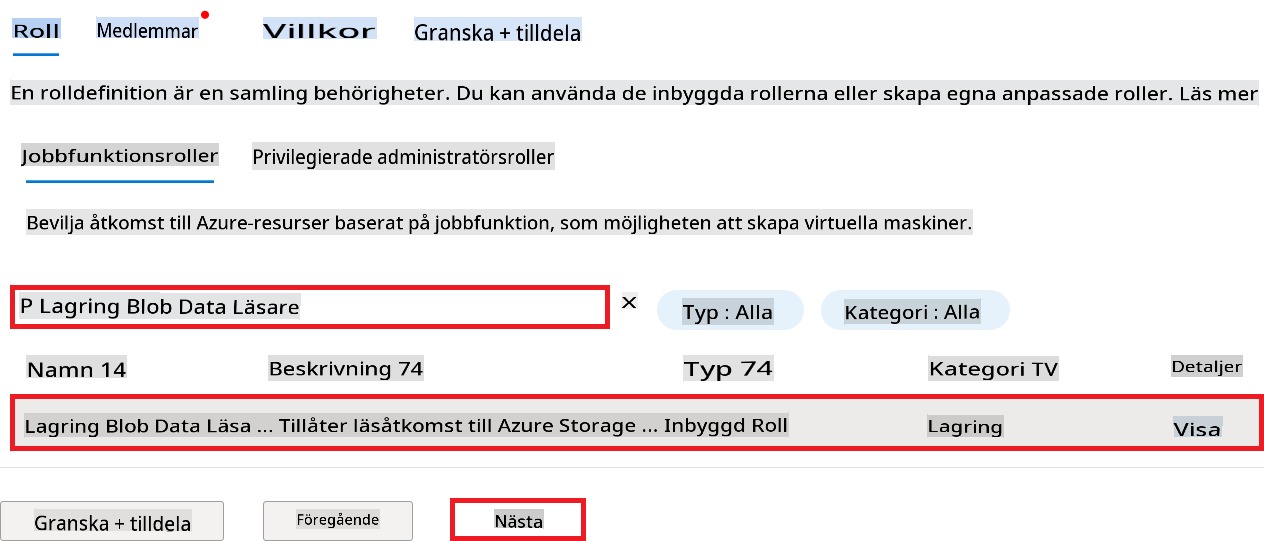 Roll Medlemmar Villkor Granska + tilldela
En rolldefinition är en samling behörigheter. Du kan använda de inbyggda rollerna eller skapa egna anpassade roller. Läs mer
Jobbfunktionsroller Privilegierade administratörsroller
Bevilja åtkomst till Azure-resurser baserat på jobbfunktion, som möjligheten att skapa virtuella maskiner.
P Lagring Blob Data Läsare × Typ : Alla Kategori : Alla
Namn 14 Beskrivning 74 Typ 74 Kategori TV Detaljer
Lagring Blob Data Läsa ... Tillåter läsåtkomst till Azure Storage ... Inbyggd Roll Lagring Visa
Granska + tilldela Föregående Nästa